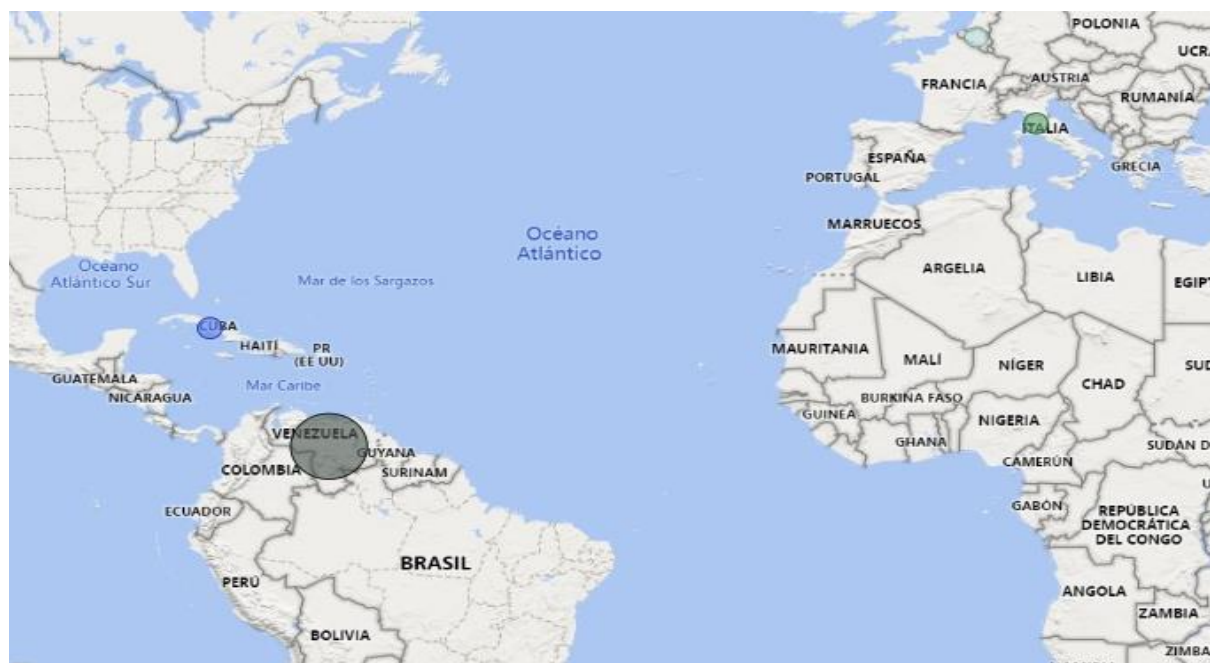 POLONIA
UCR
FRANCIA
AUSTRIA
RUMANÍA
ITALIA
ESPAÑA
PORTUGAL
GRECIA
MARRUECOS
Océano
Atlántico
Océano
Atlántico Sur
Mar de los Sargazos
ARGELIA
LIBIA
EGIPT
CUBA
HAITÍ
PR
(EE UU)
MAURITANIA
MALÍ
NÍGER
CHAD
SUD
GUATEMALA
Mar Caribe
NICARAGUA
BURKINA FASO
GUINEA
NIGERIA
GHANA
SUDÁN D
VENEZUELA
GUYANA
COLOMBIA
SURINAM
CAMERÚN
ECUADOR
GABÓN
REPÚBLICA
DEMOCRÁTICA
DEL CONGO
U
BRASIL
PERÚ
ANGOLA
ZAMBIA
BOLIVIA
ZIMBA